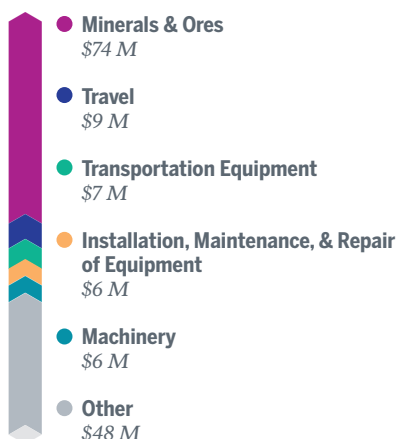 Minerals & Ores
$74 M
Travel
$9 M
Transportation Equipment
$7 M
Installation, Maintenance, & Repair
of Equipment
$6 M
Machinery
$6 M
Other
$48 M